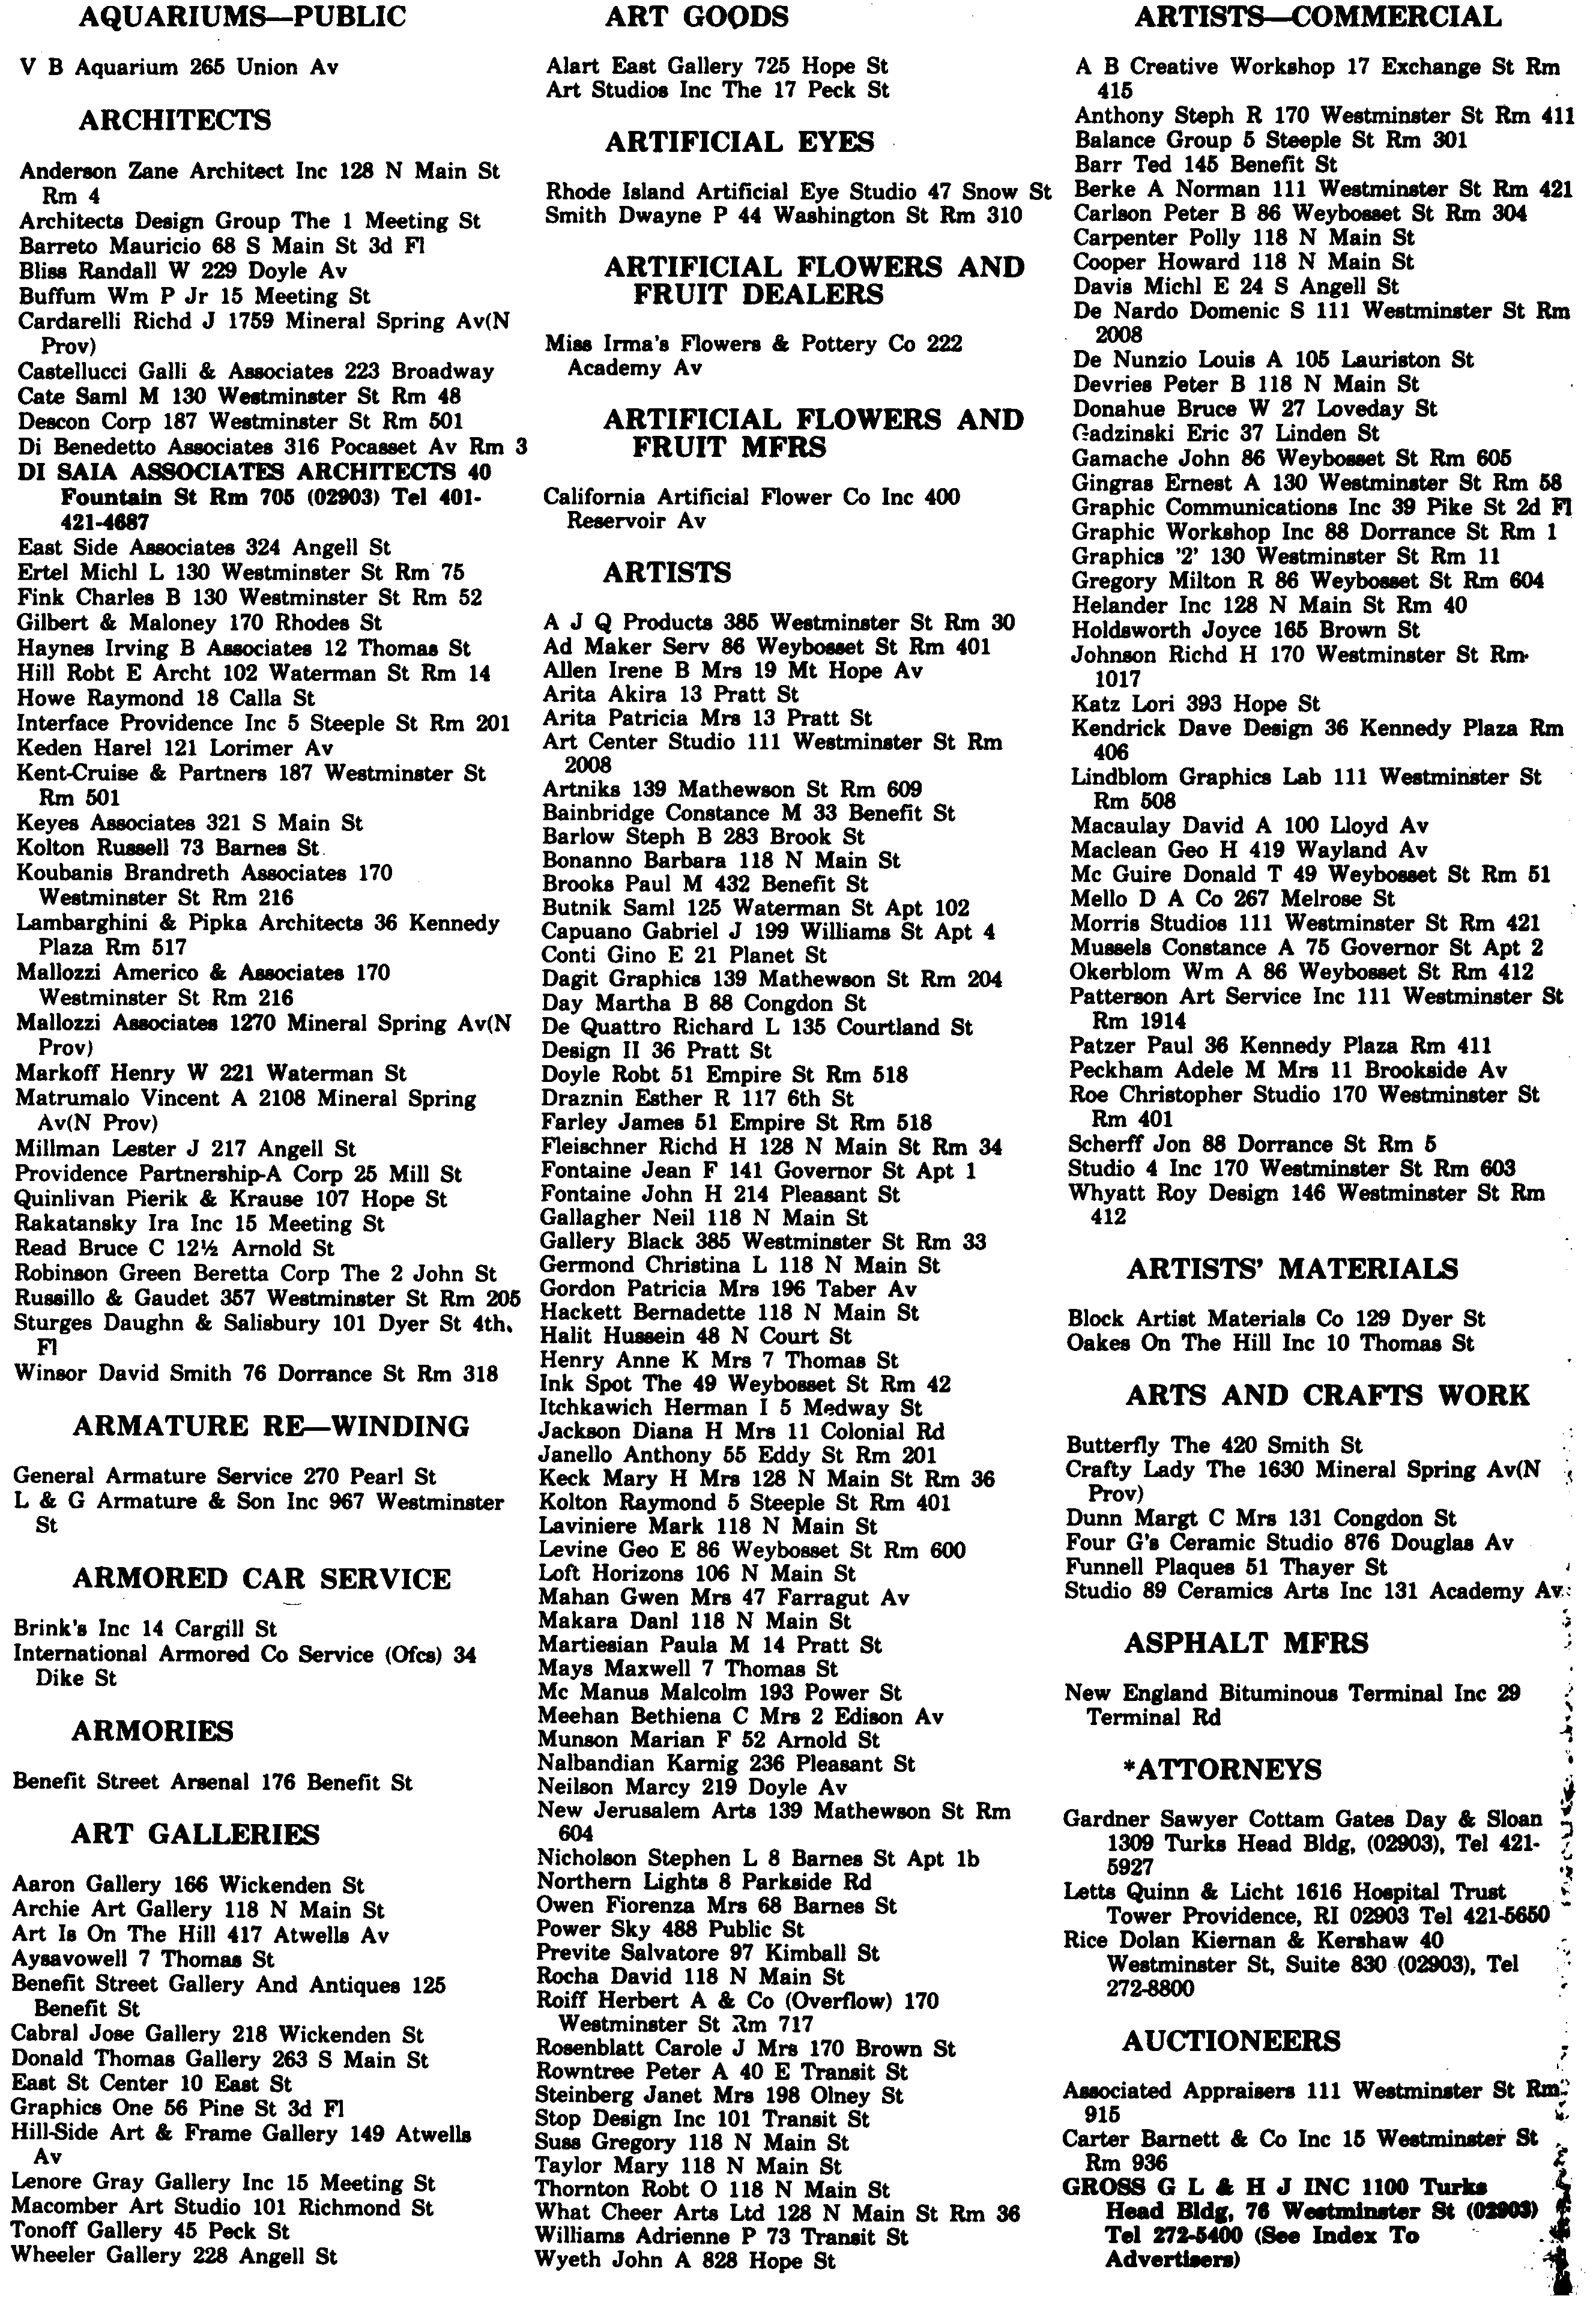 AQUARIUMS—PUBLIC
V B Aquarium 265 Union Av
ARCHITECTS
Anderson Zane Architect Inc 128 N Main St
Rm 4
Architects Design Group The 1 Meeting St
Barreto Mauricio 68 S Main St 3d Fl
Bliss Randall W 229 Doyle Av
Buffum Wm P Jr 15 Meeting St
Cardarelli Richd J 1759 Mineral Spring Av(N
Prov)
Castellucci Galli & Associates 223 Broadway
Cate Saml M 130 Westminster St Rm 48
Descon Corp 187 Westminster St Rm 501
Di Benedetto Associates 316 Pocasset Av Rm 3
DI SAIA ASSOCIATES ARCHITECTS 40
Fountain St Rm 705 (02903) Tel 401-
421-4687
East Side Associates 324 Angell St
Ertel Michl L 130 Westminster St Rm 75
Fink Charles B 130 Westminster St Rm 52
Gilbert & Maloney 170 Rhodes St
Haynes Irving B Associates 12 Thomas St
Hill Robt E Archt 102 Waterman St Rm 14
Howe Raymond 18 Calla St
Interface Providence Inc 5 Steeple St Rm 201
Keden Harel 121 Lorimer Av
Kent-Cruise & Partners 187 Westminster St
Rm 501
Keyes Associates 321 S Main St
Kolton Russell 73 Barnes St
Koubanis Brandreth Associates 170
Westminster St Rm 216
Lambarghini & Pipka Architects 36 Kennedy
Plaza Rm 517
Mallozzi Americo & Associates 170
Westminster St Rm 216
Mallozzi Associates 1270 Mineral Spring Av(N
Prov)
Markoff Henry W 221 Waterman St
Matrumalo Vincent A 2108 Mineral Spring
Av(N Prov)
Millman Lester J 217 Angell St
Providence Partnership-A Corp 25 Mill St
Quinlivan Pierik & Krause 107 Hope St
Rakatansky Ira Inc 15 Meeting St
Read Bruce C 12½ Arnold St
Robinson Green Beretta Corp The 2 John St
Russillo & Gaudet 357 Westminster St Rm 205
Sturges Daughn & Salisbury 101 Dyer St 4th
Fl
Winsor David Smith 76 Dorrance St Rm 318
ARMATURE RE—WINDING
General Armature Service 270 Pearl St
L & G Armature & Son Inc 967 Westminster
St
ARMORED CAR SERVICE
Brink's Inc 14 Cargill St
International Armored Co Service (Ofcs) 34
Dike St
ARMORIES
Benefit Street Arsenal 176 Benefit St
ART GALLERIES
Aaron Gallery 166 Wickenden St
Archie Art Gallery 118 N Main St
Art Is On The Hill 417 Atwells Av
Aysavowell 7 Thomas St
Benefit Street Gallery And Antiques 125
Benefit St
Cabral Jose Gallery 218 Wickenden St
Donald Thomas Gallery 263 S Main St
East St Center 10 East St
Graphics One 56 Pine St 3d Fl
Hill-Side Art & Frame Gallery 149 Atwells
Av
Lenore Gray Gallery Inc 15 Meeting St
Macomber Art Studio 101 Richmond St
Tonoff Gallery 45 Peck St
Wheeler Gallery 228 Angell St
ART GOODS
Alart East Gallery 725 Hope St
Art Studios Inc The 17 Peck St
ARTIFICIAL EYES
Rhode Island Artificial Eye Studio 47 Snow St
Smith Dwayne P 44 Washington St Rm 310
ARTIFICIAL FLOWERS AND
FRUIT DEALERS
Miss Irma's Flowers & Pottery Co 222
Academy Av
ARTIFICIAL FLOWERS AND
FRUIT MFRS
California Artificial Flower Co Inc 400
Reservoir Av
ARTISTS
A J Q Products 385 Westminster St Rm 30
Ad Maker Serv 86 Weybosset St Rm 401
Allen Irene B Mrs 19 Mt Hope Av
Arita Akira 13 Pratt St
Arita Patricia Mrs 13 Pratt St
Art Center Studio 111 Westminster St Rm
2008
Artniks 139 Mathewson St Rm 609
Bainbridge Constance M 33 Benefit St
Barlow Steph B 283 Brook St
Bonanno Barbara 118 N Main St
Brooks Paul M 432 Benefit St
Butnik Saml 125 Waterman St Apt 102
Capuano Gabriel J 199 Williams St Apt 4
Conti Gino E 21 Planet St
Dagit Graphics 139 Mathewson St Rm 204
Day Martha B 88 Congdon St
De Quattro Richard L 135 Courtland St
Design II 36 Pratt St
Doyle Robt 51 Empire St Rm 518
Draznin Esther R 117 6th St
Farley James 51 Empire St Rm 518
Fleischner Richd H 128 N Main St Rm 34
Fontaine Jean F 141 Governor St Apt 1
Fontaine John H 214 Pleasant St
Gallagher Neil 118 N Main St
Gallery Black 385 Westminster St Rm 33
Germond Christina L 118 N Main St
Gordon Patricia Mrs 196 Taber Av
Hackett Bernadette 118 N Main St
Halit Hussein 48 N Court St
Henry Anne K Mrs 7 Thomas St
Ink Spot The 49 Weybosset St Rm 42
Itchkawich Herman I 5 Medway St
Jackson Diana H Mrs 11 Colonial Rd
Janello Anthony 55 Eddy St Rm 201
Keck Mary H Mrs 128 N Main St Rm 36
Kolton Raymond 5 Steeple St Rm 401
Laviniere Mark 118 N Main St
Levine Geo E 86 Weybosset St Rm 600
Loft Horizons 106 N Main St
Mahan Gwen Mrs 47 Farragut Av
Makara Danl 118 N Main St
Martiesian Paula M 14 Pratt St
Mays Maxwell 7 Thomas St
Mc Manus Malcolm 193 Power St
Meehan Bethiena C Mrs 2 Edison Av
Munson Marian F 52 Arnold St
Nalbandian Karnig 236 Pleasant St
Neilson Marcy 219 Doyle Av
New Jerusalem Arts 139 Mathewson St Rm
604
Nicholson Stephen L 8 Barnes St Apt 1b
Northern Lights 8 Parkside Rd
Owen Fiorenza Mrs 68 Barnes St
Power Sky 488 Public St
Previte Salvatore 97 Kimball St
Rocha David 118 N Main St
Roiff Herbert A & Co (Overflow) 170
Westminster St Rm 717
Rosenblatt Carole J Mrs 170 Brown St
Rowntree Peter A 40 E Transit St
Steinberg Janet Mrs 198 Olney St
Stop Design Inc 101 Transit St
Suss Gregory 118 N Main St
Taylor Mary 118 N Main St
Thornton Robt O 118 N Main St
What Cheer Arts Ltd 128 N Main St Rm 36
Williams Adrienne P 73 Transit St
Wyeth John A 828 Hope St
ARTISTS—COMMERCIAL
A B Creative Workshop 17 Exchange St Rm
415
Anthony Steph R 170 Westminster St Rm 411
Balance Group 5 Steeple St Rm 301
Barr Ted 145 Benefit St
Berke A Norman 111 Westminster St Rm 421
Carlson Peter B 86 Weybosset St Rm 304
Carpenter Polly 118 N Main St
Cooper Howard 118 N Main St
Davis Michl E 24 S Angell St
De Nardo Domenic S 111 Westminster St Rm
2008
De Nunzio Louis A 105 Lauriston St
Devries Peter B 118 N Main St
Donahue Bruce W 27 Loveday St
Gadzinski Eric 37 Linden St
Gamache John 86 Weybosset St Rm 605
Gingras Ernest A 130 Westminster St Rm 58
Graphic Communications Inc 39 Pike St 2d Fl
Graphic Workshop Inc 88 Dorrance St Rm 1
Graphics '2' 130 Westminster St Rm 11
Gregory Milton R 86 Weybosset St Rm 604
Helander Inc 128 N Main St Rm 40
Holdsworth Joyce 165 Brown St
Johnson Richd H 170 Westminster St Rm
1017
Katz Lori 393 Hope St
Kendrick Dave Design 36 Kennedy Plaza Rm
406
Lindblom Graphics Lab 111 Westminster St
Rm 508
Macaulay David A 100 Lloyd Av
Maclean Geo H 419 Wayland Av
Mc Guire Donald T 49 Weybosset St Rm 51
Mello D A Co 267 Melrose St
Morris Studios 111 Westminster St Rm 421
Mussels Constance A 75 Governor St Apt 2
Okerblom Wm A 86 Weybosset St Rm 412
Patterson Art Service Inc 111 Westminster St
Rm 1914
Patzer Paul 36 Kennedy Plaza Rm 411
Peckham Adele M Mrs 11 Brookside Av
Roe Christopher Studio 170 Westminster St
Rm 401
Scherff Jon 88 Dorrance St Rm 5
Studio 4 Inc 170 Westminster St Rm 603
Whyatt Roy Design 146 Westminster St Rm
412
ARTISTS' MATERIALS
Block Artist Materials Co 129 Dyer St
Oakes On The Hill Inc 10 Thomas St
ARTS AND CRAFTS WORK
Butterfly The 420 Smith St
Crafty Lady The 1630 Mineral Spring Av(N
Prov)
Dunn Margt C Mrs 131 Congdon St
Four G's Ceramic Studio 876 Douglas Av
Funnell Plaques 51 Thayer St
Studio 89 Ceramics Arts Inc 131 Academy Av
ASPHALT MFRS
New England Bituminous Terminal Inc 29
Terminal Rd
*ATTORNEYS
Gardner Sawyer Cottam Gates Day & Sloan
1309 Turks Head Bldg, (02903), Tel 421-
5927
Letts Quinn & Licht 1616 Hospital Trust
Tower Providence, RI 02903 Tel 421-5650
Rice Dolan Kiernan & Kershaw 40
Westminster St, Suite 830 (02903), Tel
272-8800
AUCTIONEERS
Associated Appraisers 111 Westminster St Rm
915
Carter Barnett & Co Inc 15 Westminster St
Rm 936
GROSS G L & H J INC 1100 Turks
Head Bldg, 76 Westminster St (02903)
Tel 272-5400 (See Index To
Advertisers)